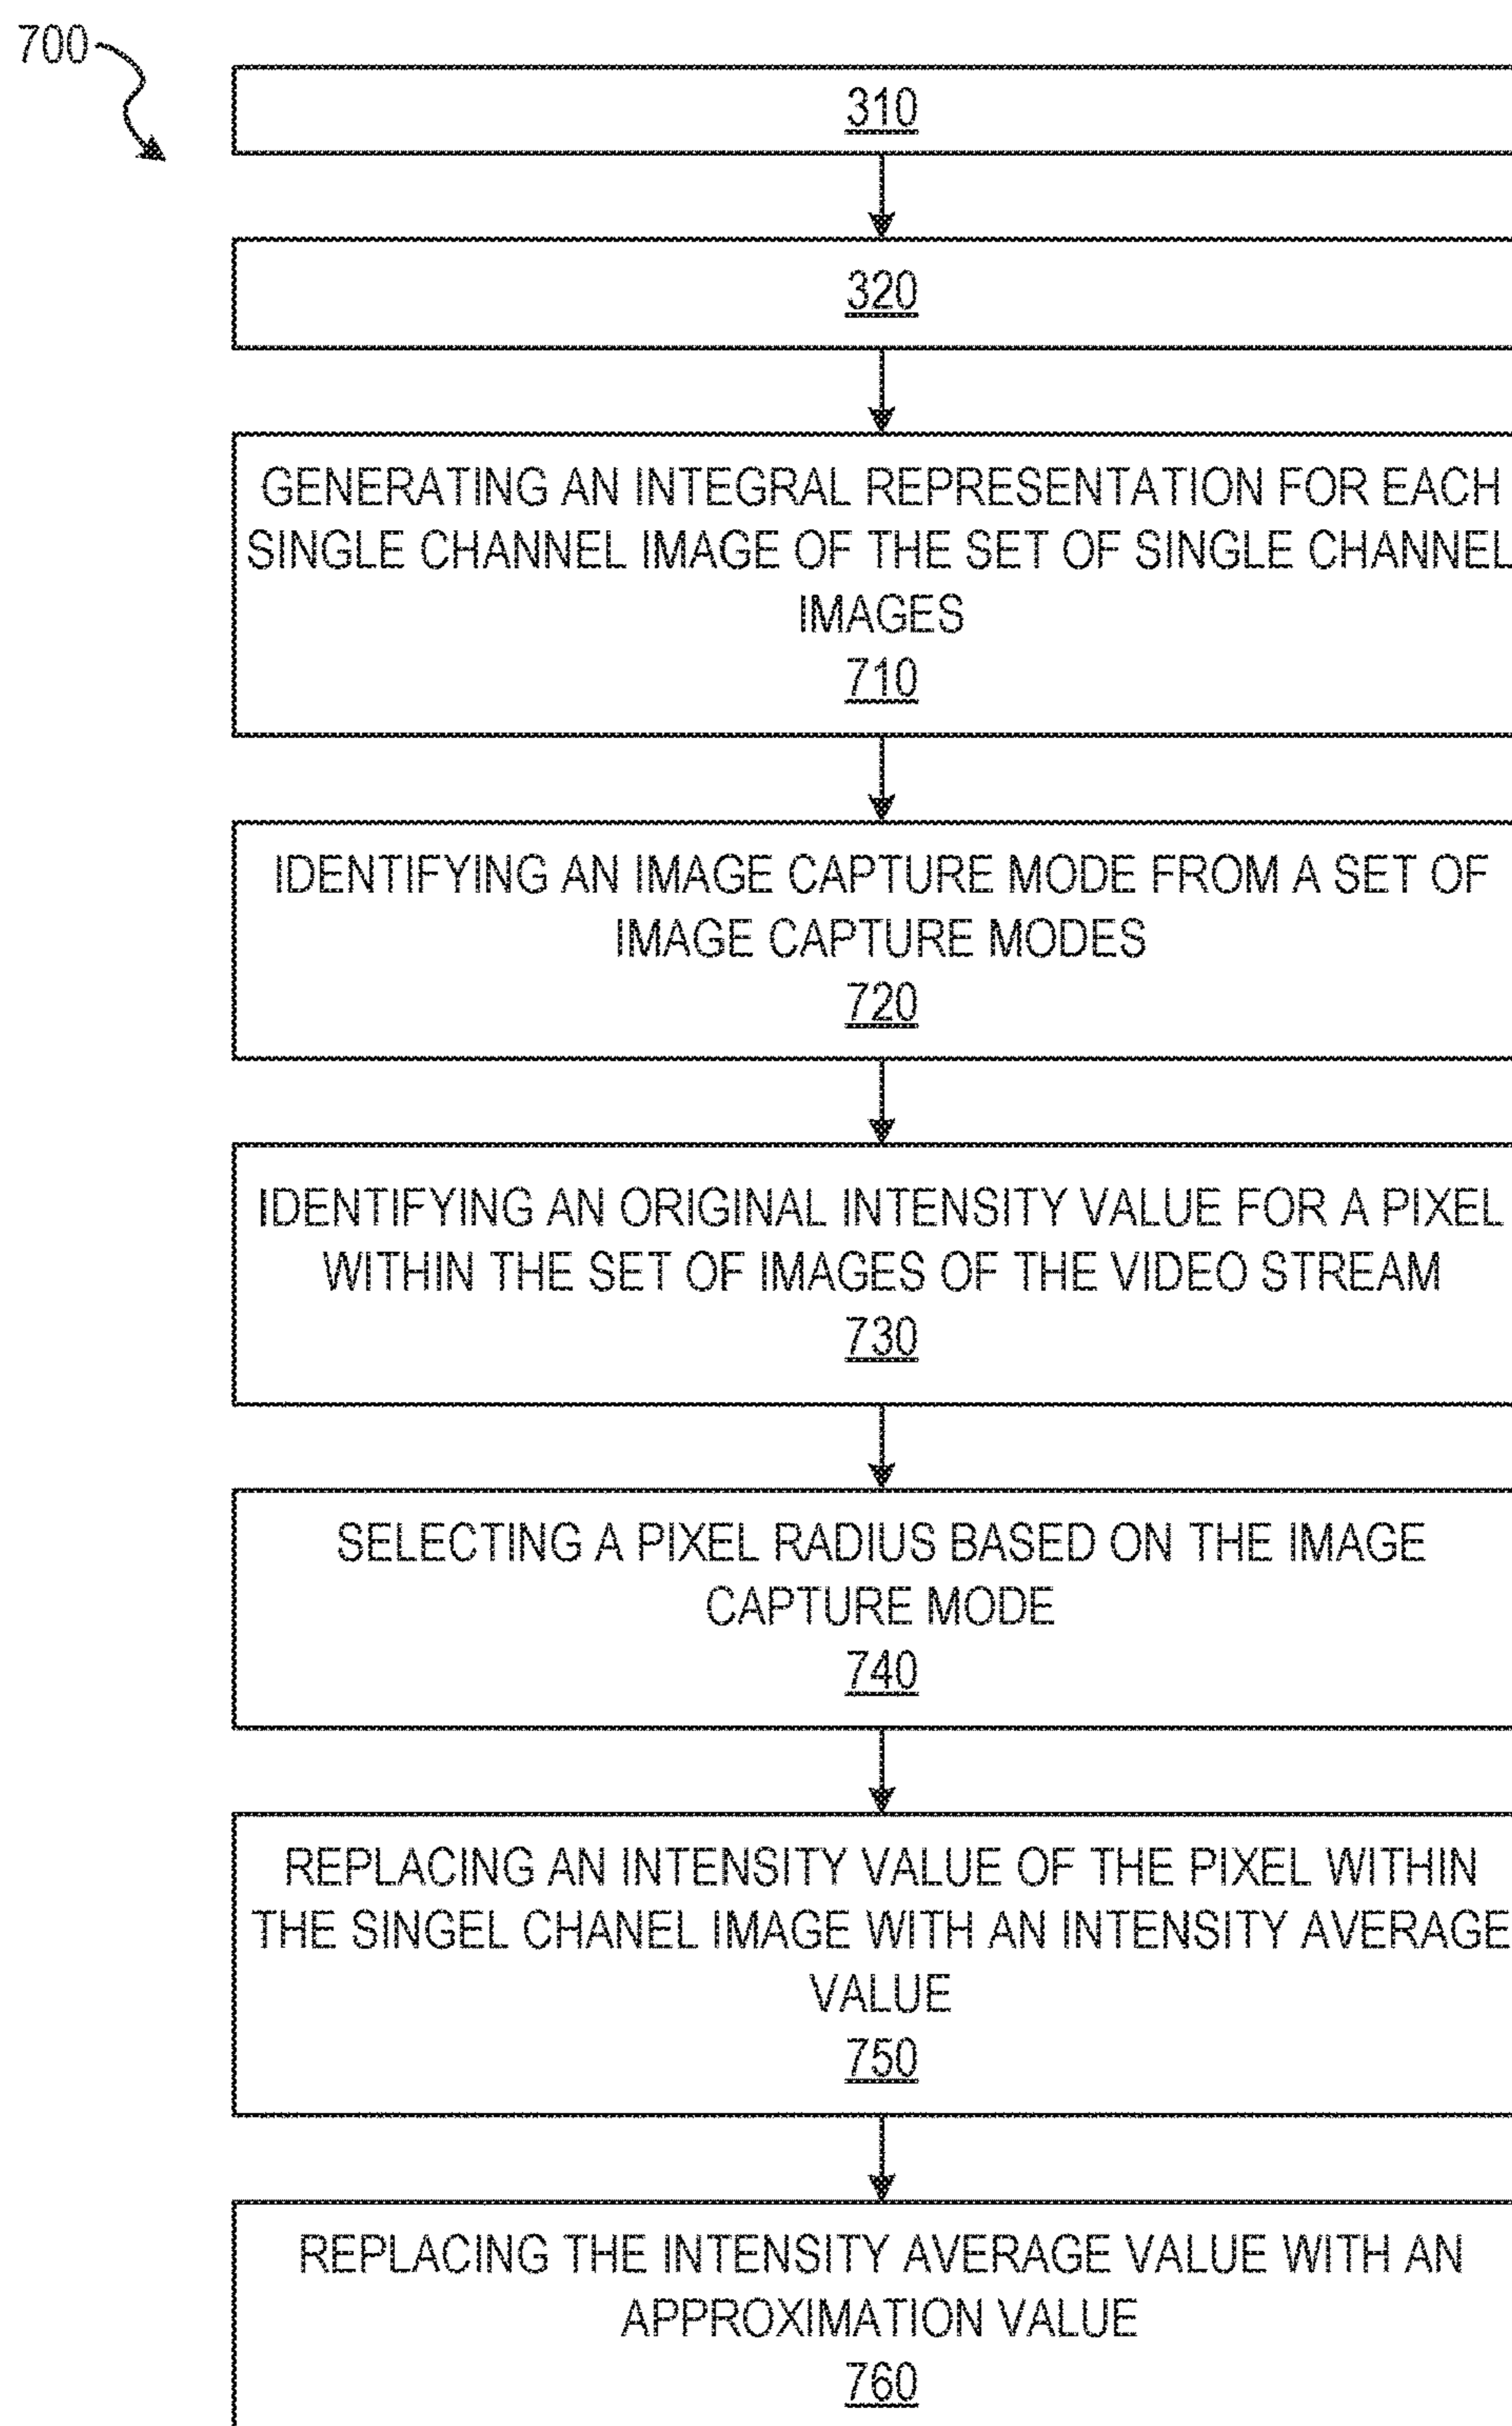 700
310
320
GENERATING AN INTEGRAL REPRESENTATION FOR EACH
SINGLE CHANNEL IMAGE OF THE SET OF SINGLE CHANNEL
IMAGES
710
IDENTIFYING AN IMAGE CAPTURE MODE FROM A SET OF
IMAGE CAPTURE MODES
720
IDENTIFYING AN ORIGINAL INTENSITY VALUE FOR A PIXEL
WITHIN THE SET OF IMAGES OF THE VIDEO STREAM
730
SELECTING A PIXEL RADIUS BASED ON THE IMAGE
CAPTURE MODE
740
REPLACING AN INTENSITY VALUE OF THE PIXEL WITHIN
THE SINGEL CHANEL IMAGE WITH AN INTENSITY AVERAGE
VALUE
750
REPLACING THE INTENSITY AVERAGE VALUE WITH AN
APPROXIMATION VALUE
760